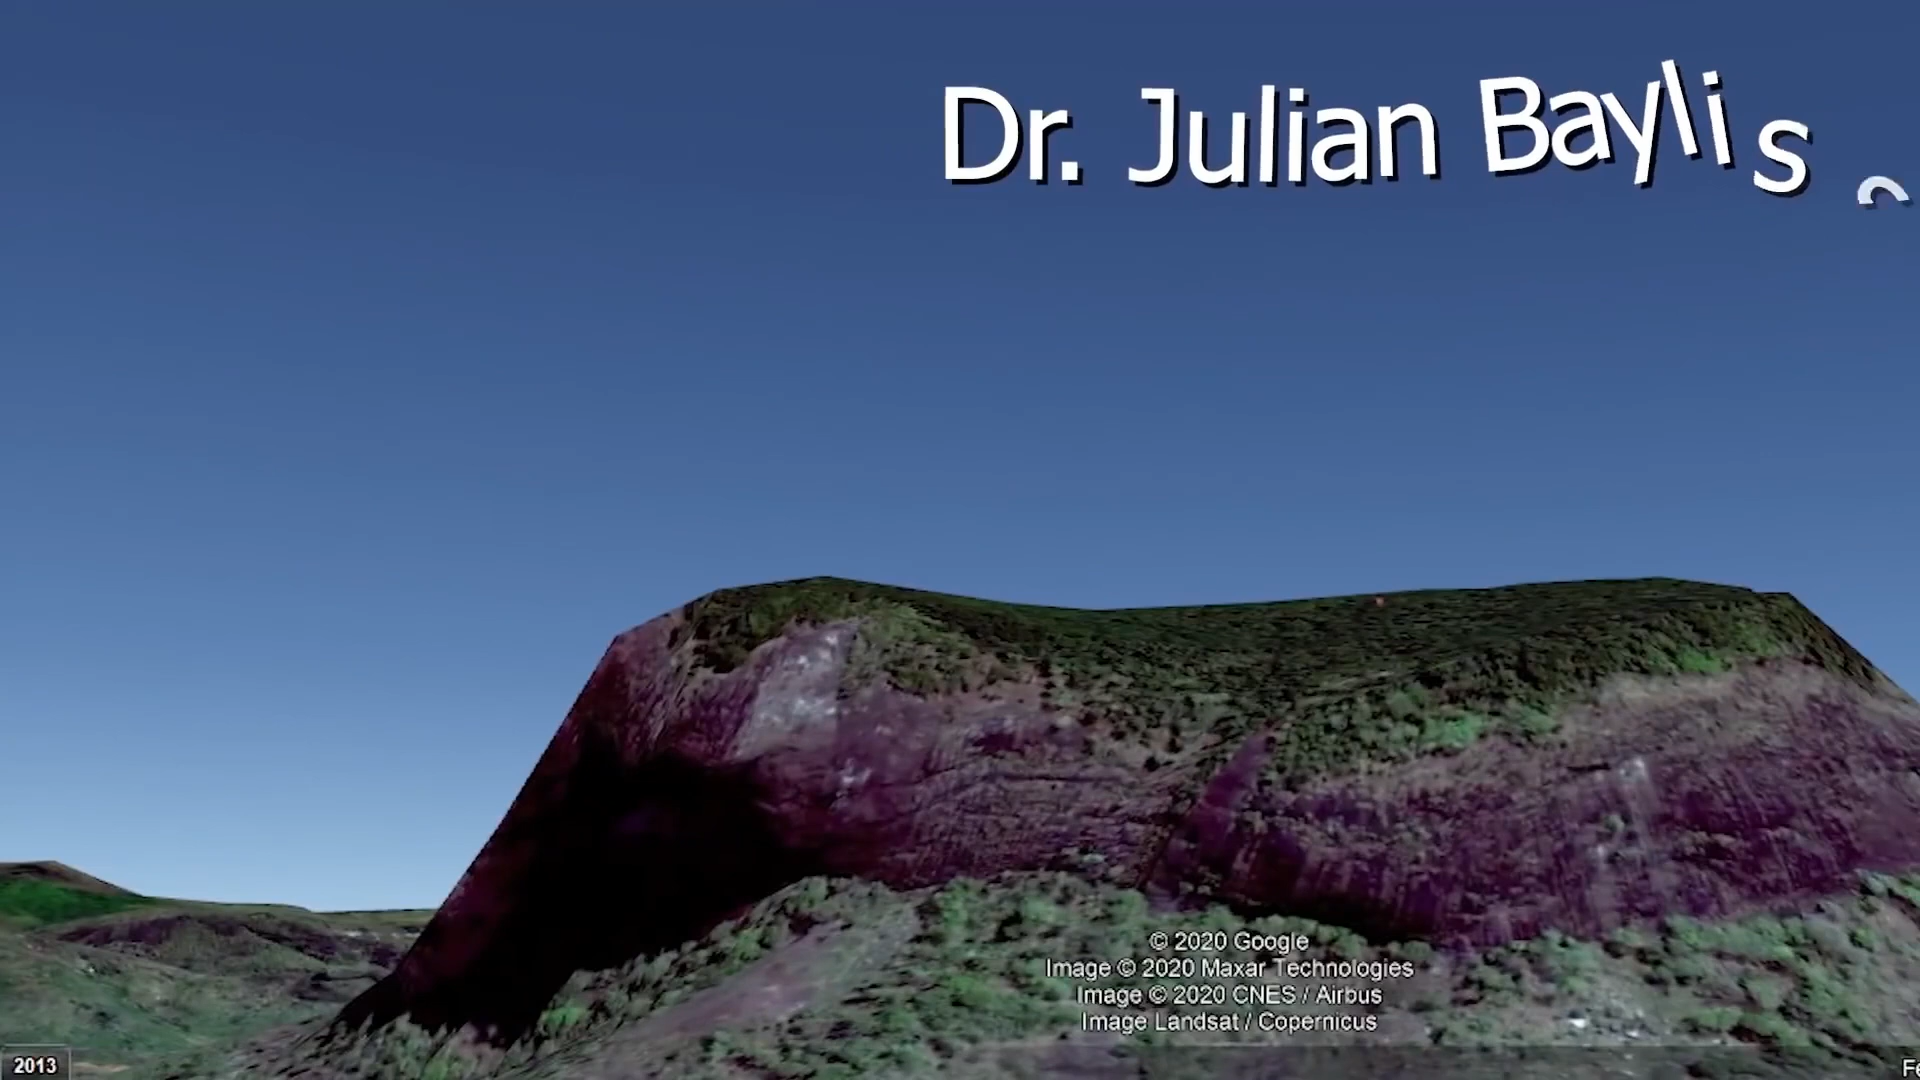 Dr. Julian Baylis
© 2020 Google
Image © 2020 Maxar Technologies
Image © 2020 CNES / Airbus
Image Landsat / Copernicus
2013